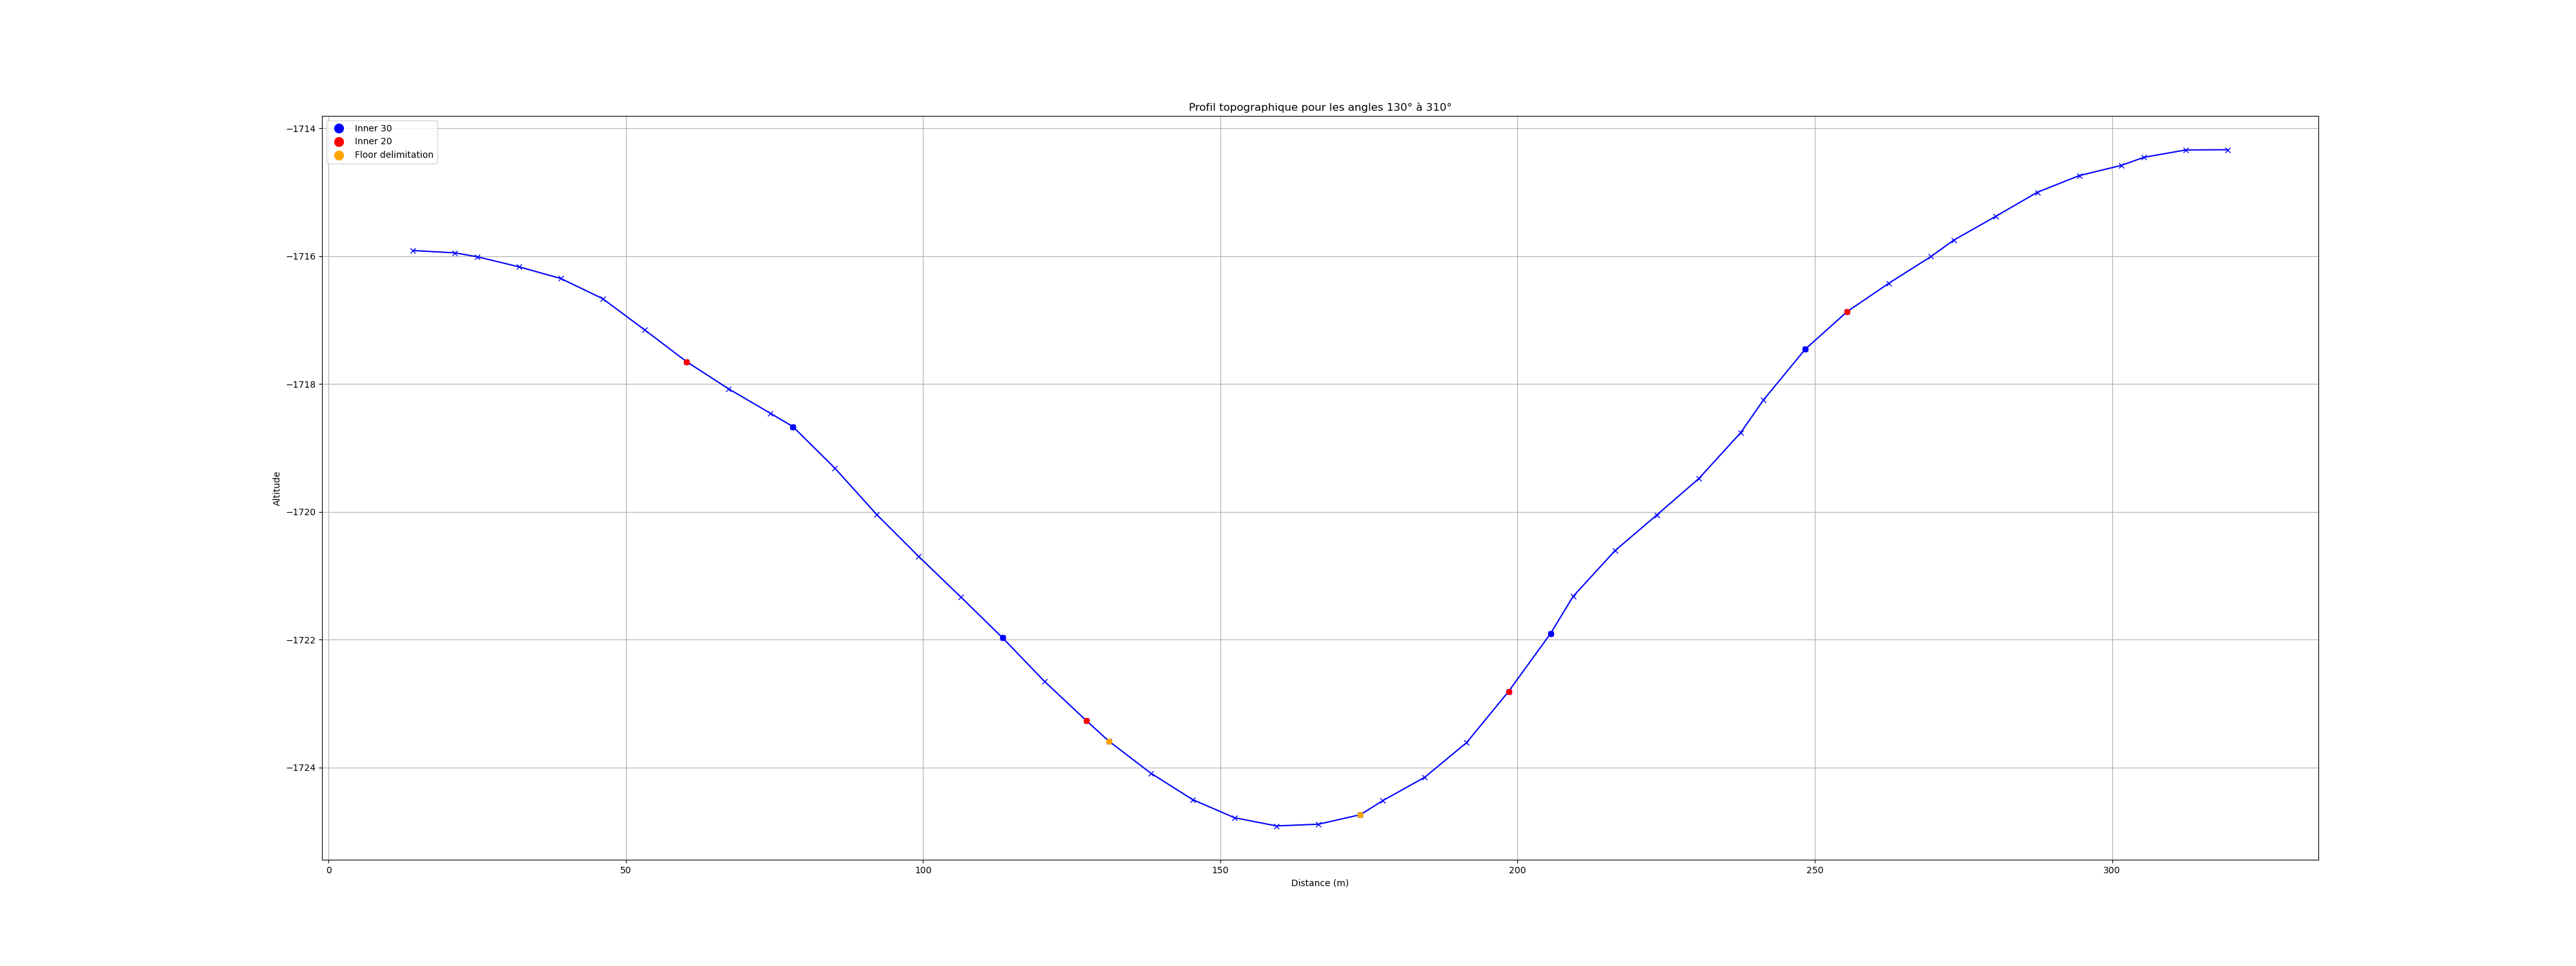 Profil topographique pour les angles 130° à 310°
Inner 30
Inner 20
Floor delimitation
−1714
−1716
−1718
−1720
−1722
−1724
Altitude
0 50 100 150 200 250 300
Distance (m)